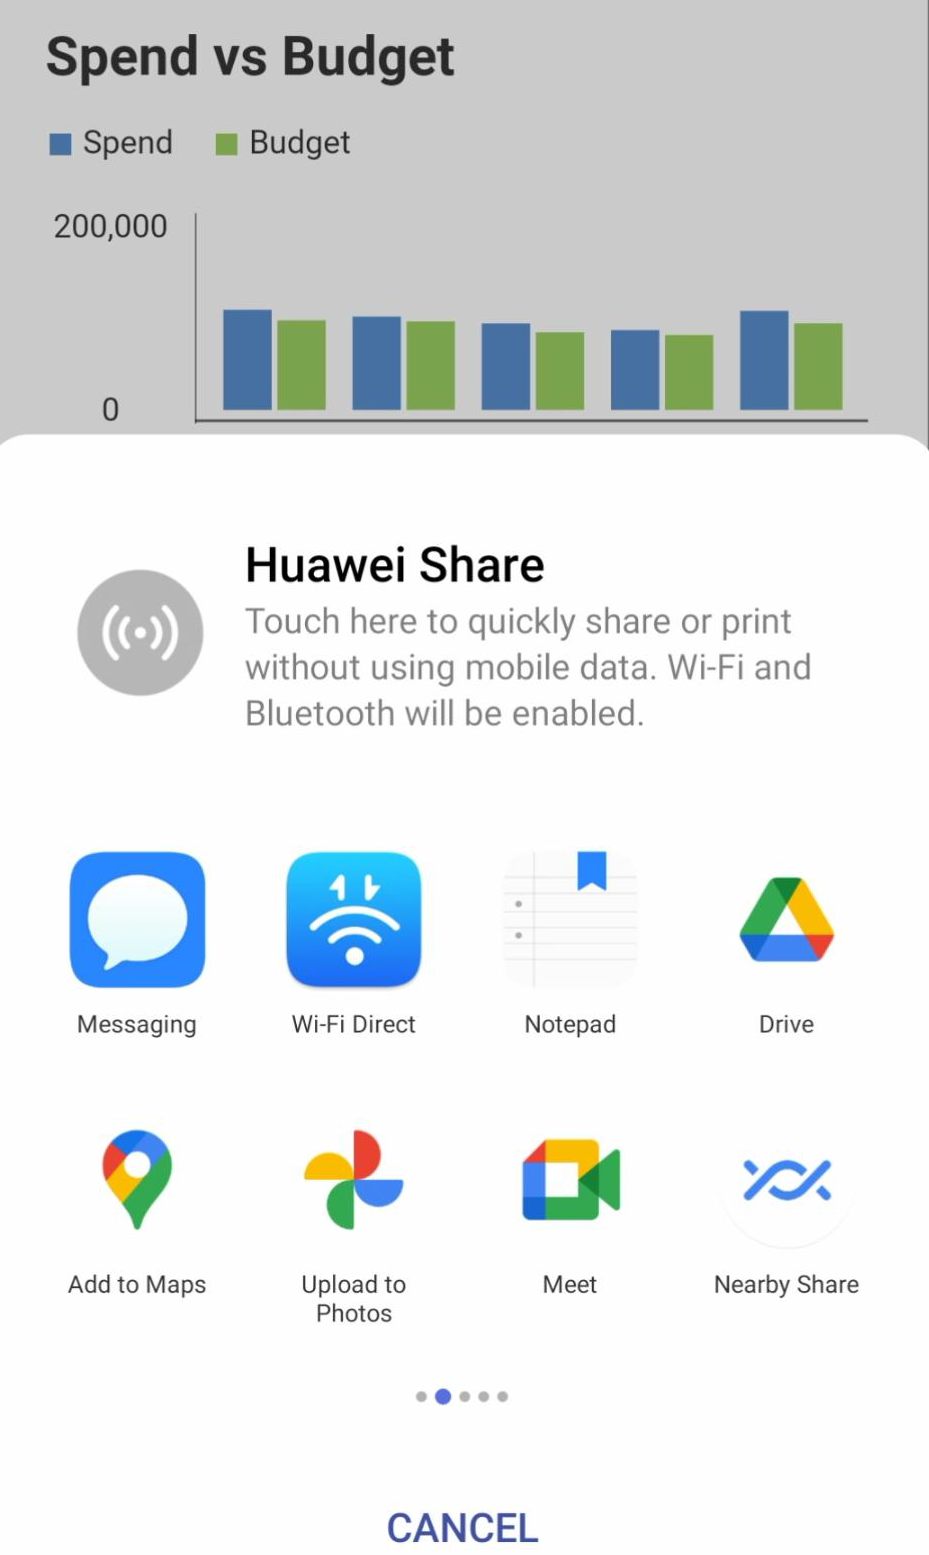 Spend vs Budget
Spend Budget
200,000
0
Huawei Share
Touch here to quickly share or print
without using mobile data. Wi-Fi and
Bluetooth will be enabled.
Messaging Wi-Fi Direct Notepad Drive
Add to Maps Upload to Meet Nearby Share
Photos
CANCEL